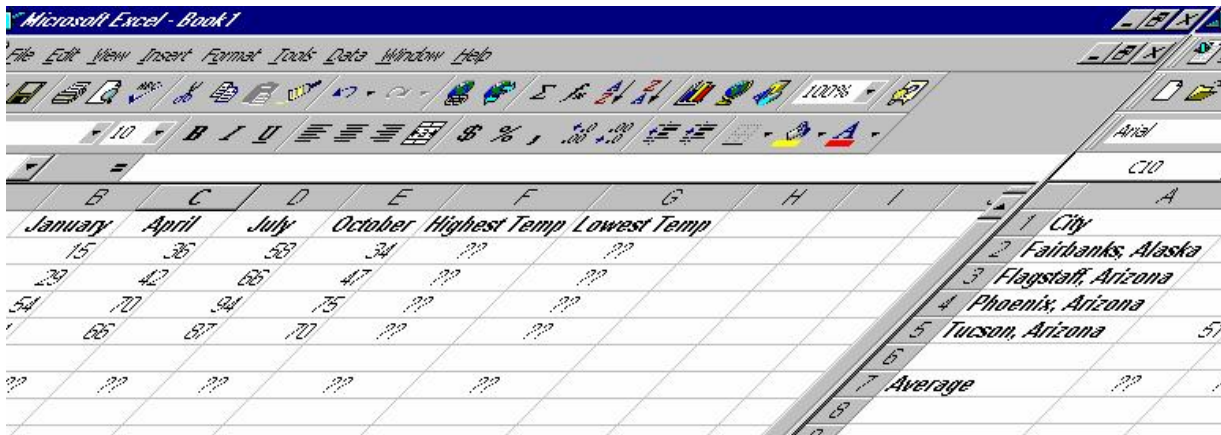 Microsoft Excel - Book1
File Edit View Insert Format Tools Data Window Help
100%
10 B I U $ % , Arial
= C10
B C D E F G H I A
January April July October Highest Temp Lowest Temp 1 City
15 36 68 34 ?? ?? 2 Fairbanks, Alaska
29 42 66 47 ?? ?? 3 Flagstaff, Arizona
54 70 94 75 ?? ?? 4 Phoenix, Arizona
66 87 70 ?? ?? 5 Tucson, Arizona
6
?? ?? ?? ?? ?? 7 Average ??
8